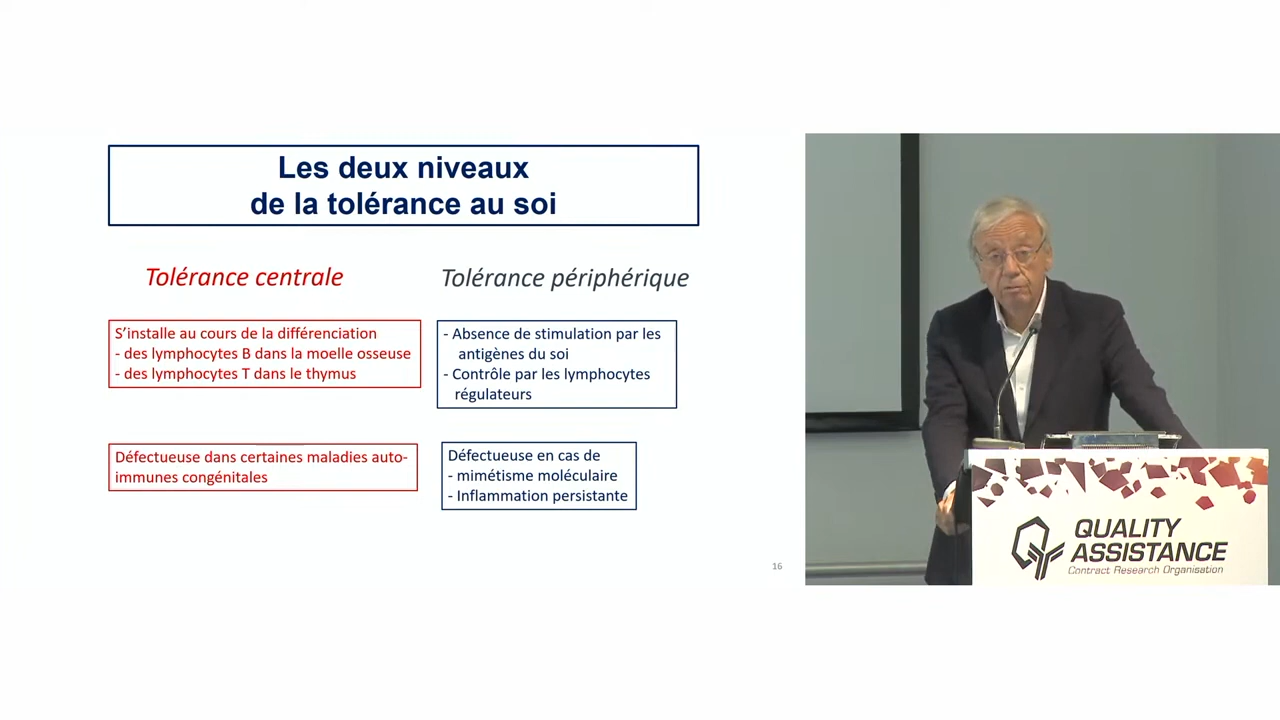 Les deux niveaux
de la tolérance au soi
Tolérance centrale
S'installe au cours de la différenciation
- des lymphocytes B dans la moelle osseuse
- des lymphocytes T dans le thymus
Défectueuse dans certaines maladies auto-
immunes congénitales
Tolérance périphérique
- Absence de stimulation par les
antigènes du soi
- Contrôle par les lymphocytes
régulateurs
Défectueuse en cas de
- mimétisme moléculaire
- Inflammation persistante
16
QUALITY
ASSISTANCE
Contract Research Organisation